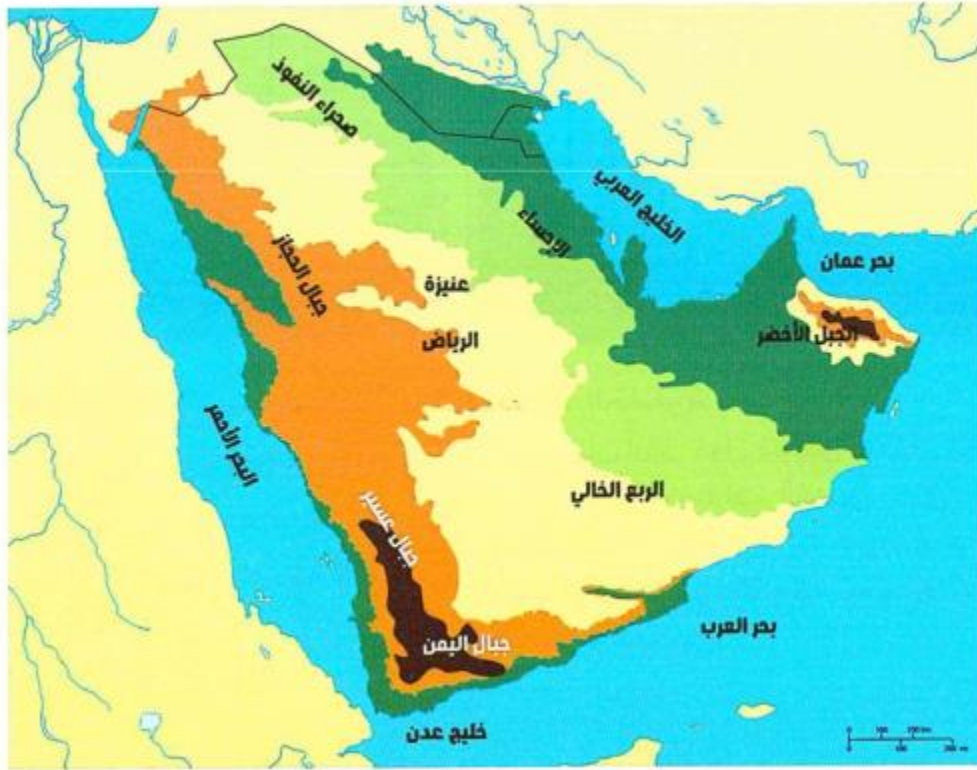 صحراء النفوذ
الخليج العربي
الإحساء
بحر عمان
جبال الحجاز
عنيزة
الجبل الأخضر
الرياض
البحر الأحمر
الربع الخالي
جبال عسير
بحر العرب
جبال اليمن
خليج عدن